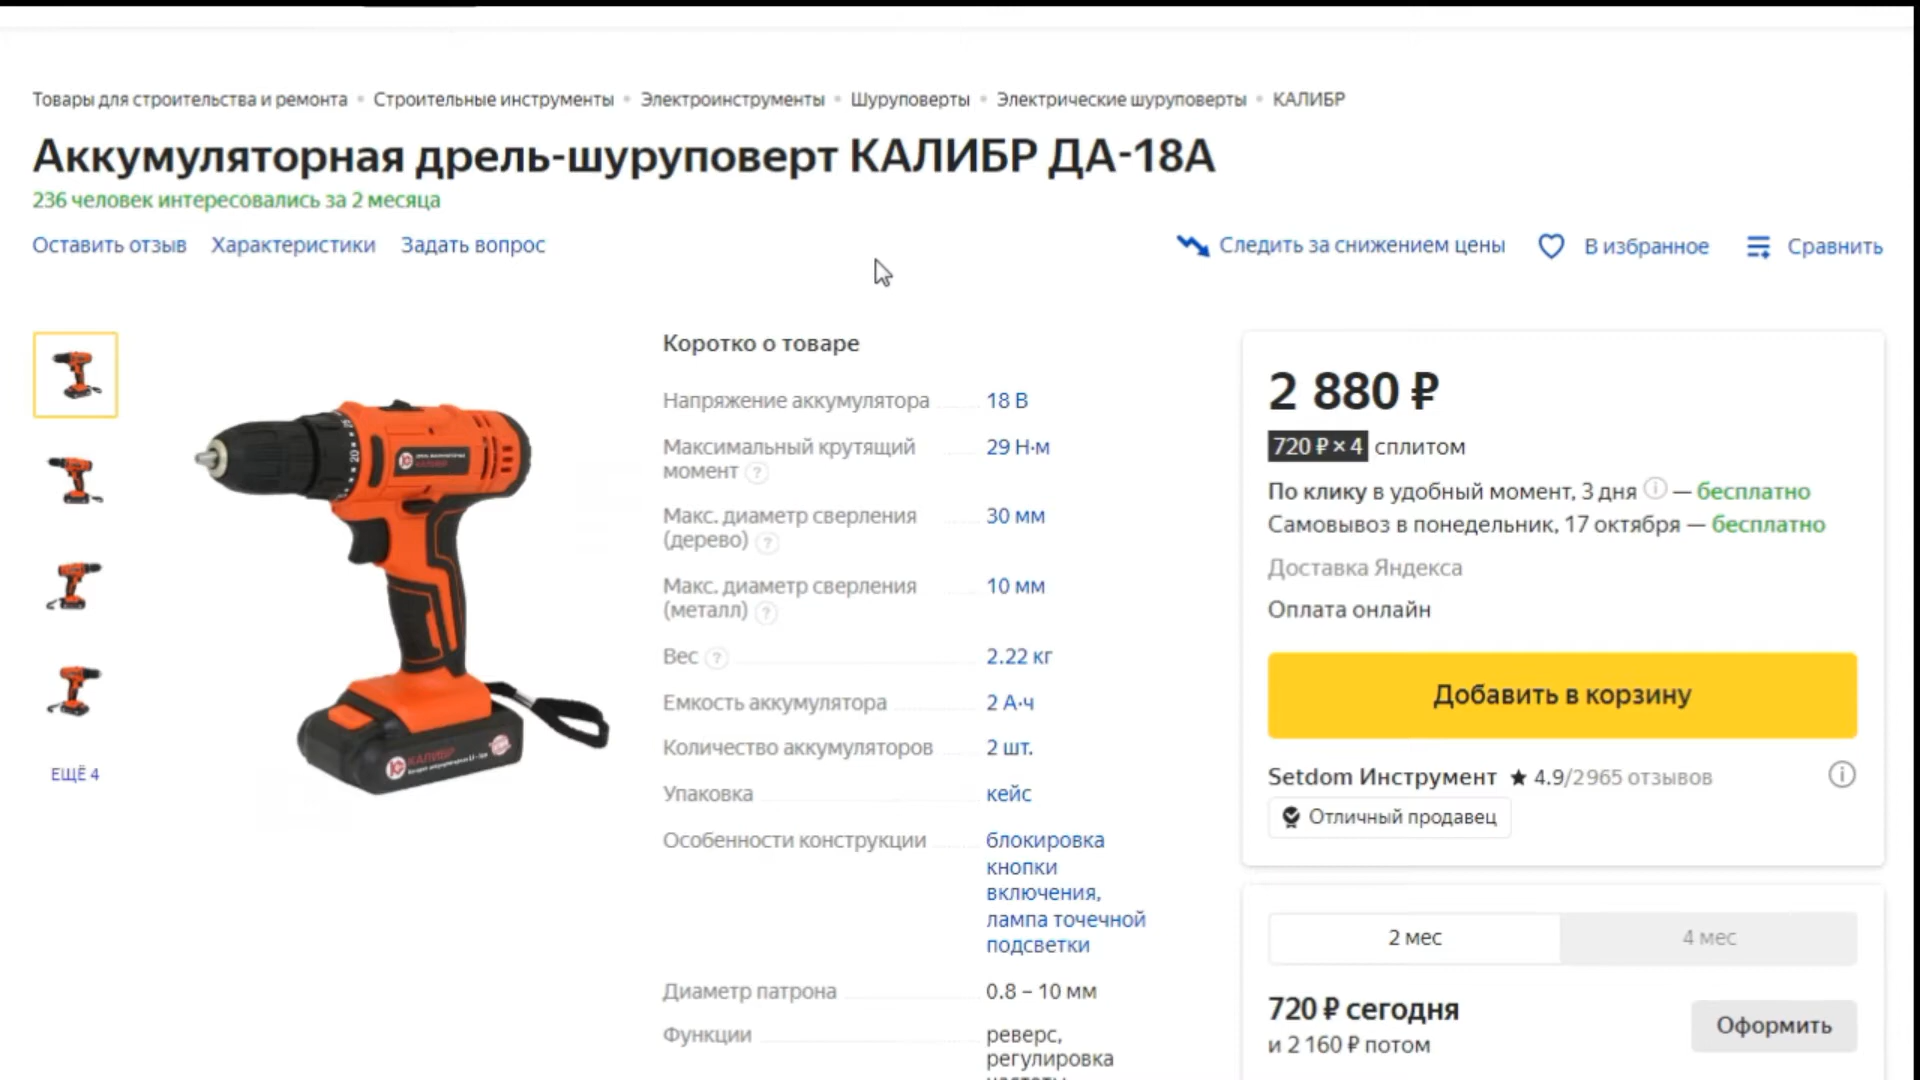 Товары для строительства и ремонта • Строительные инструменты • Электроинструменты • Шуруповерты • Электрические шуруповерты • КАЛИБР
Аккумуляторная дрель-шуруповерт КАЛИБР ДА-18А
236 человек интересовались за 2 месяца
Оставить отзыв Характеристики Задать вопрос
Следить за снижением цены В избранное Сравнить
Коротко о товаре
Напряжение аккумулятора 18 В
Максимальный крутящий
момент ? 29 Н·м
Макс. диаметр сверления
(дерево) ? 30 мм
Макс. диаметр сверления
(металл) ? 10 мм
Вес ? 2.22 кг
Емкость аккумулятора 2 А·ч
Количество аккумуляторов 2 шт.
Упаковка кейс
Особенности конструкции блокировка
кнопки
включения,
лампа точечной
подсветки
Диаметр патрона 0.8 – 10 мм
Функции реверс,
регулировка
ЕЩЁ 4
20
КАЛИБР
КАЛИБР
2 880 ₽
720 ₽ × 4 сплитом
По клику в удобный момент, 3 дня — бесплатно
Самовывоз в понедельник, 17 октября — бесплатно
Доставка Яндекса
Оплата онлайн
Добавить в корзину
Setdom Инструмент ★ 4.9/2965 отзывов
Отличный продавец
2 мес 4 мес
720 ₽ сегодня
и 2 160 ₽ потом
Оформить